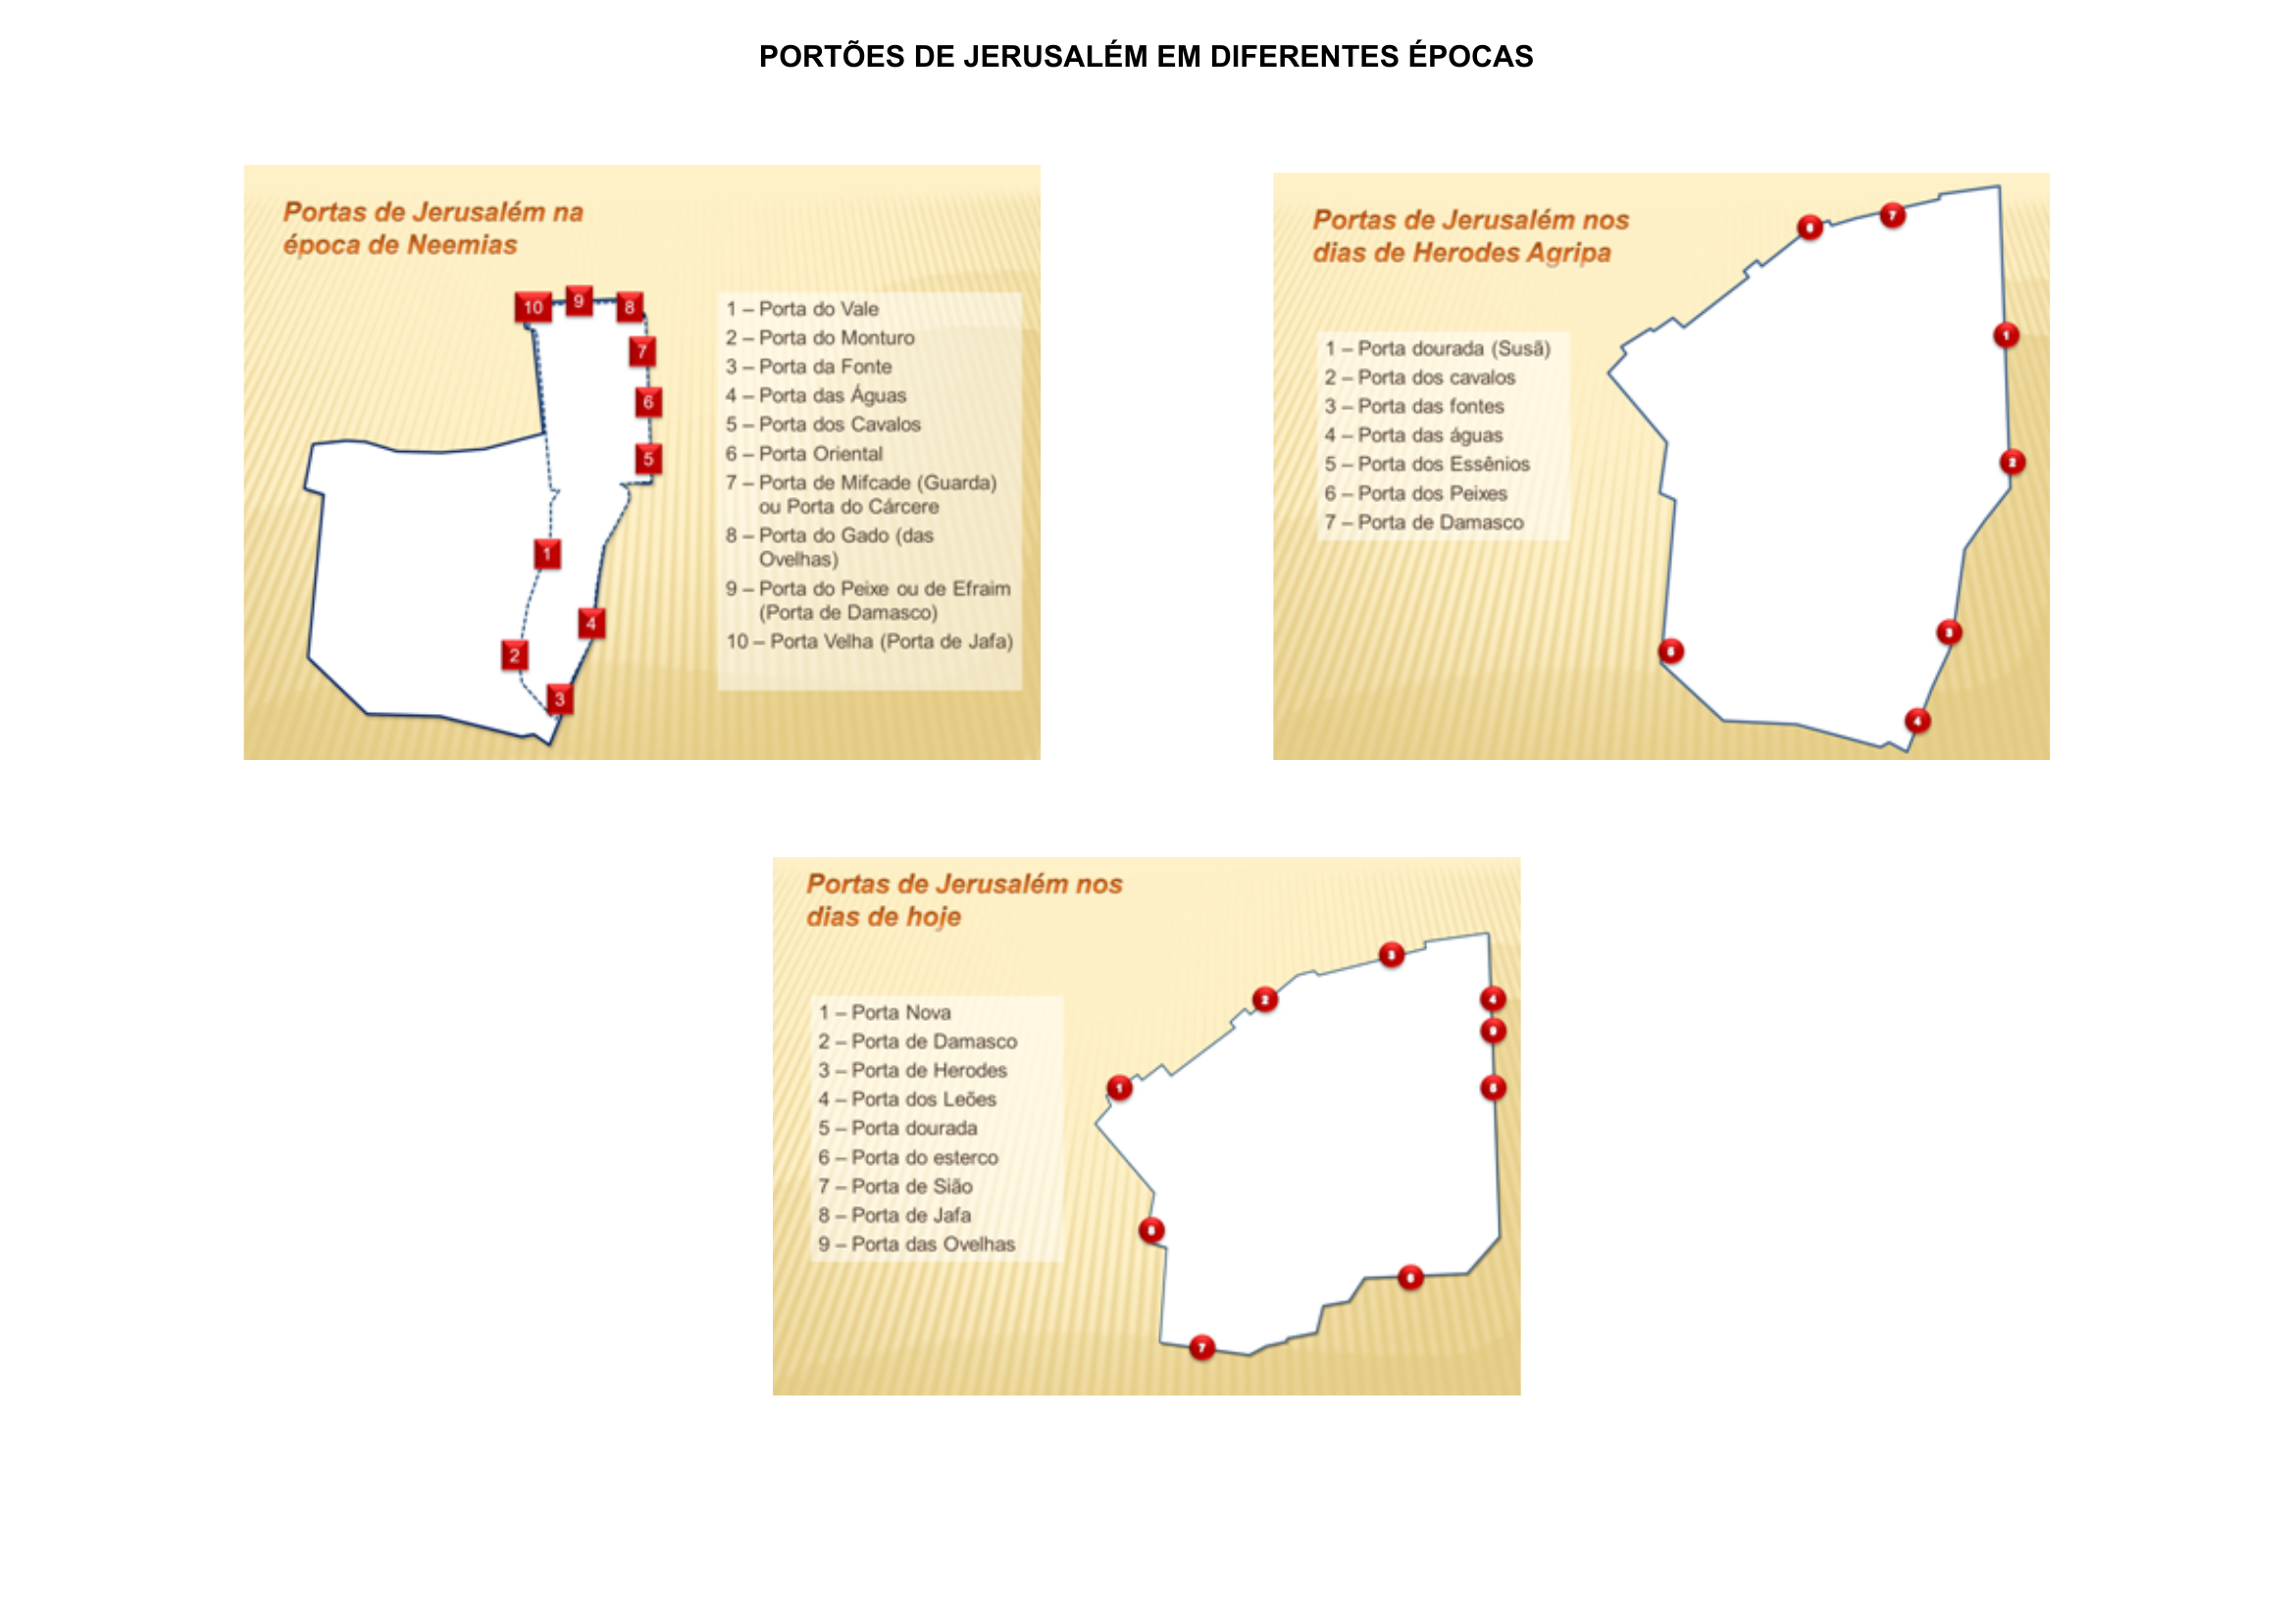 PORTÕES DE JERUSALÉM EM DIFERENTES ÉPOCAS
Portas de Jerusalém na
época de Neemias
10
9
8
7
6
5
1
4
2
3
1 – Porta do Vale
2 – Porta do Monturo
3 – Porta da Fonte
4 – Porta das Águas
5 – Porta dos Cavalos
6 – Porta Oriental
7 – Porta de Mifcade (Guarda)
ou Porta do Cárcere
8 – Porta do Gado (das
Ovelhas)
9 – Porta do Peixe ou de Efraim
(Porta de Damasco)
10 – Porta Velha (Porta de Jafa)
Portas de Jerusalém nos
dias de Herodes Agripa
1 – Porta dourada (Susã)
2 – Porta dos cavalos
3 – Porta das fontes
4 – Porta das águas
5 – Porta dos Essênios
6 – Porta dos Peixes
7 – Porta de Damasco
6
7
1
2
3
5
4
Portas de Jerusalém nos
dias de hoje
1 – Porta Nova
2 – Porta de Damasco
3 – Porta de Herodes
4 – Porta dos Leões
5 – Porta dourada
6 – Porta do esterco
7 – Porta de Sião
8 – Porta de Jafa
9 – Porta das Ovelhas
3
2
4
9
1
5
8
6
7